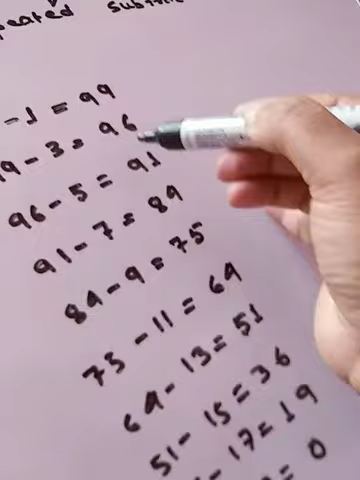 -1 = 99
9 - 3 = 96
96 - 5 = 91
91 - 7 = 84
84 - 9 = 75
75 - 11 = 64
64 - 13 = 51
51 - 15 = 36
- 17 = 19
= 0